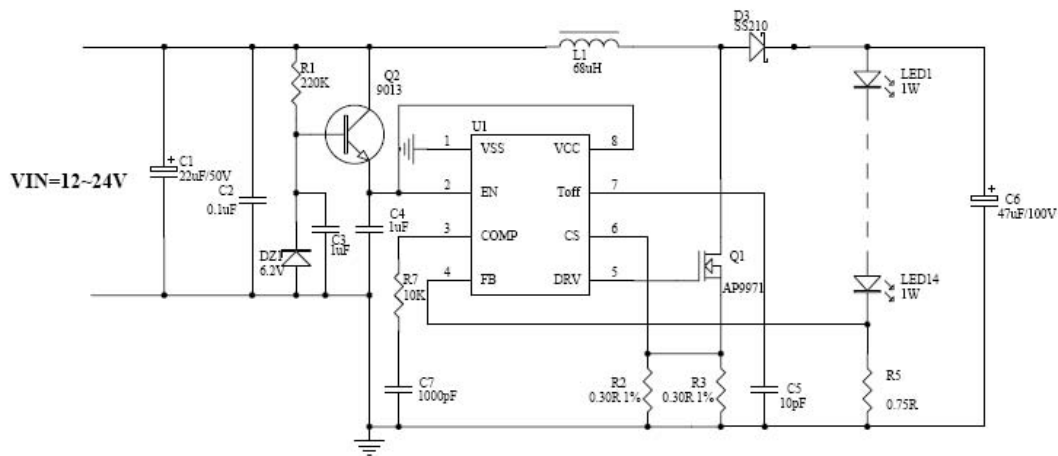 D3
SS210
L1
68uH
R1
220K
Q2
9013
LED1
1W
U1
1
VSS
VCC
8
C1
22uF/50V
VIN=12~24V
C2
0.1uF
2
EN
Toff
7
C6
47uF/100V
C4
1uF
C3
1uF
3
COMP
CS
6
DZ1
6.2V
Q1
AP9971
4
FB
DRV
5
LED14
1W
R7
10K
C7
1000pF
R2
0.30R 1%
R3
0.30R 1%
C5
10pF
R5
0.75R